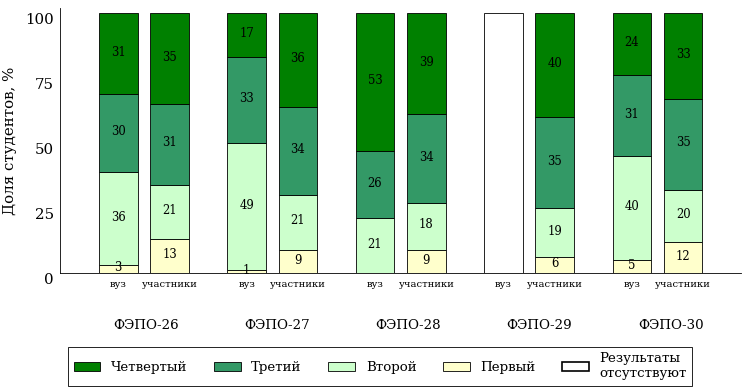 Доля студентов, %
100
75
50
25
0
31 35 17 36 53 39 40 24 33
30 31 33 34 26 34 35 31 35
36 21 49 21 21 18 19 40 20
3 13 1 9 9 6 5 12
вуз участники вуз участники вуз участники вуз участники вуз участники
ФЭПО-26 ФЭПО-27 ФЭПО-28 ФЭПО-29 ФЭПО-30
Четвертый Третий Второй Первый Результаты
отсутствуют